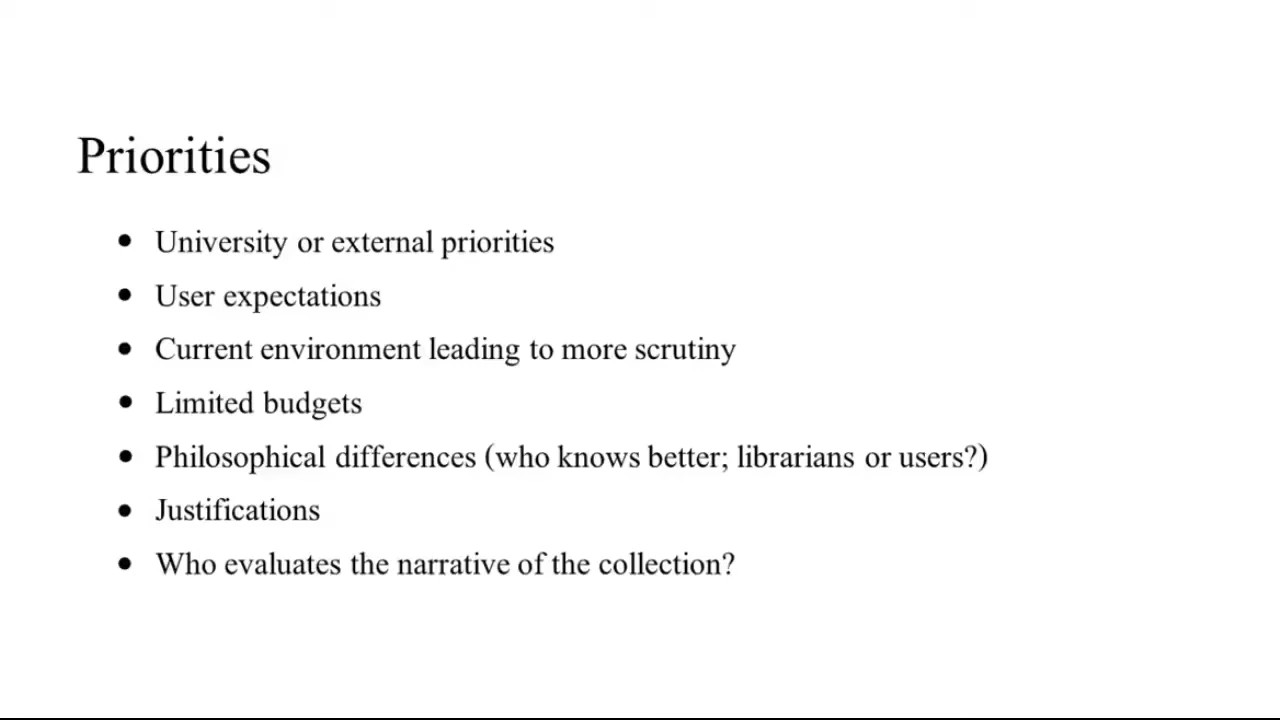 Priorities
• University or external priorities
• User expectations
• Current environment leading to more scrutiny
• Limited budgets
• Philosophical differences (who knows better; librarians or users?)
• Justifications
• Who evaluates the narrative of the collection?